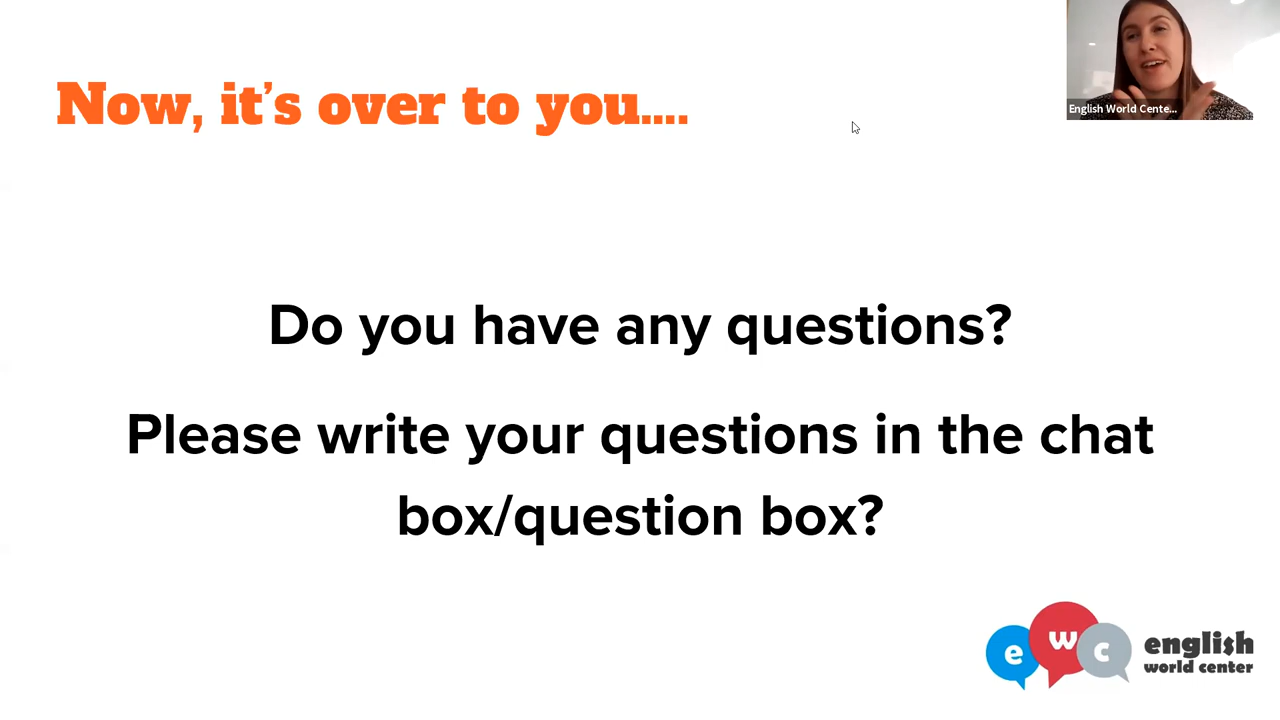 Now, it's over to you....
English World Cente...
Do you have any questions?
Please write your questions in the chat
box/question box?
e w c
english
world center